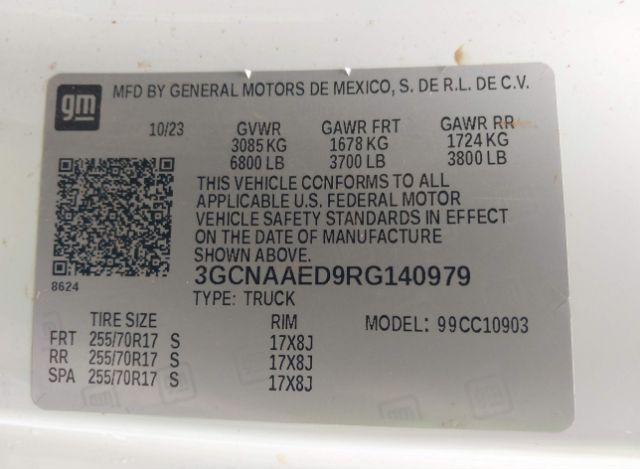 gm MFD BY GENERAL MOTORS DE MEXICO, S. DE R.L. DE C.V.
10/23 GVWR GAWR FRT GAWR RR
3085 KG 1678 KG 1724 KG
6800 LB 3700 LB 3800 LB
THIS VEHICLE CONFORMS TO ALL
APPLICABLE U.S. FEDERAL MOTOR
VEHICLE SAFETY STANDARDS IN EFFECT
ON THE DATE OF MANUFACTURE
SHOWN ABOVE.
8624 3GCNAAED9RG140979
TYPE: TRUCK
TIRE SIZE RIM MODEL: 99CC10903
FRT 255/70R17 S 17X8J
RR 255/70R17 S 17X8J
SPA 255/70R17 S 17X8J